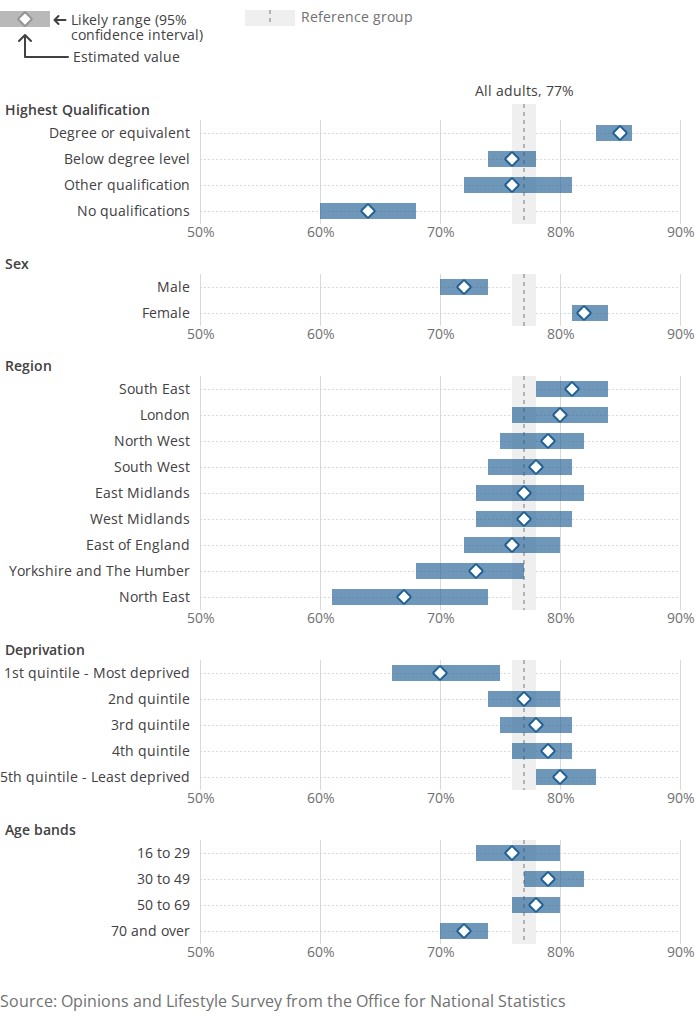 Likely range (95%
confidence interval)
Reference group
Estimated value
All adults, 77%
Highest Qualification
Degree or equivalent
Below degree level
Other qualification
No qualifications
50% 60% 70% 80% 90%
Sex
Male
Female
50% 60% 70% 80% 90%
Region
South East
London
North West
South West
East Midlands
West Midlands
East of England
Yorkshire and The Humber
North East
50% 60% 70% 80% 90%
Deprivation
1st quintile - Most deprived
2nd quintile
3rd quintile
4th quintile
5th quintile - Least deprived
50% 60% 70% 80% 90%
Age bands
16 to 29
30 to 49
50 to 69
70 and over
50% 60% 70% 80% 90%
Source: Opinions and Lifestyle Survey from the Office for National Statistics